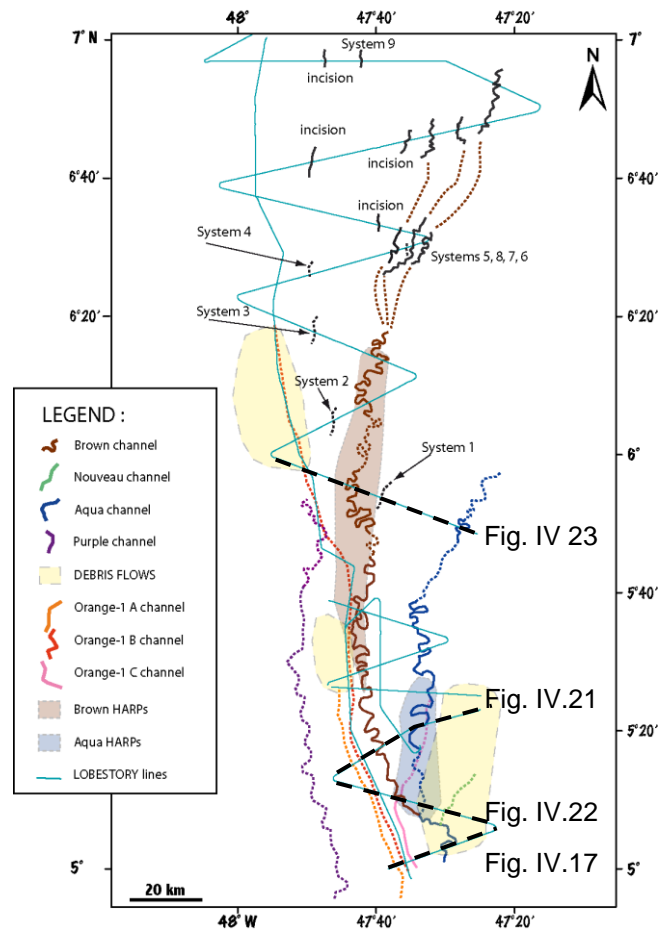 48° 47°40' 47°20'
7° N
7°
N
System 9
incision
incision
incision
6°40'
6°40'
incision
System 4
Systems 5, 8, 7, 6
6°20'
System 3
6°20'
System 2
LEGEND :
Brown channel
Nouveau channel
Aqua channel
Purple channel
DEBRIS FLOWS
Orange-1 A channel
Orange-1 B channel
Orange-1 C channel
Brown HARPs
Aqua HARPs
LOBESTORY lines
6°
System 1
6°
Fig. IV 23
5°40'
5°40'
Fig. IV.21
5°20'
5°20'
Fig. IV.22
5°
Fig. IV.17
5°
20 km
48° W 47°40' 47°20'